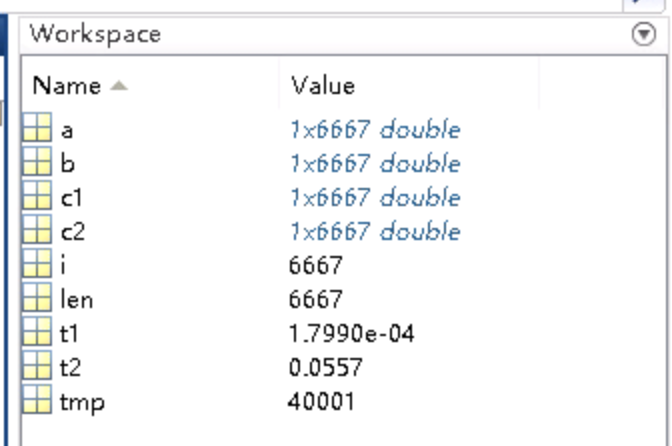 Workspace
Name Value
a 1x6667 double
b 1x6667 double
c1 1x6667 double
c2 1x6667 double
i 6667
len 6667
t1 1.7990e-04
t2 0.0557
tmp 40001